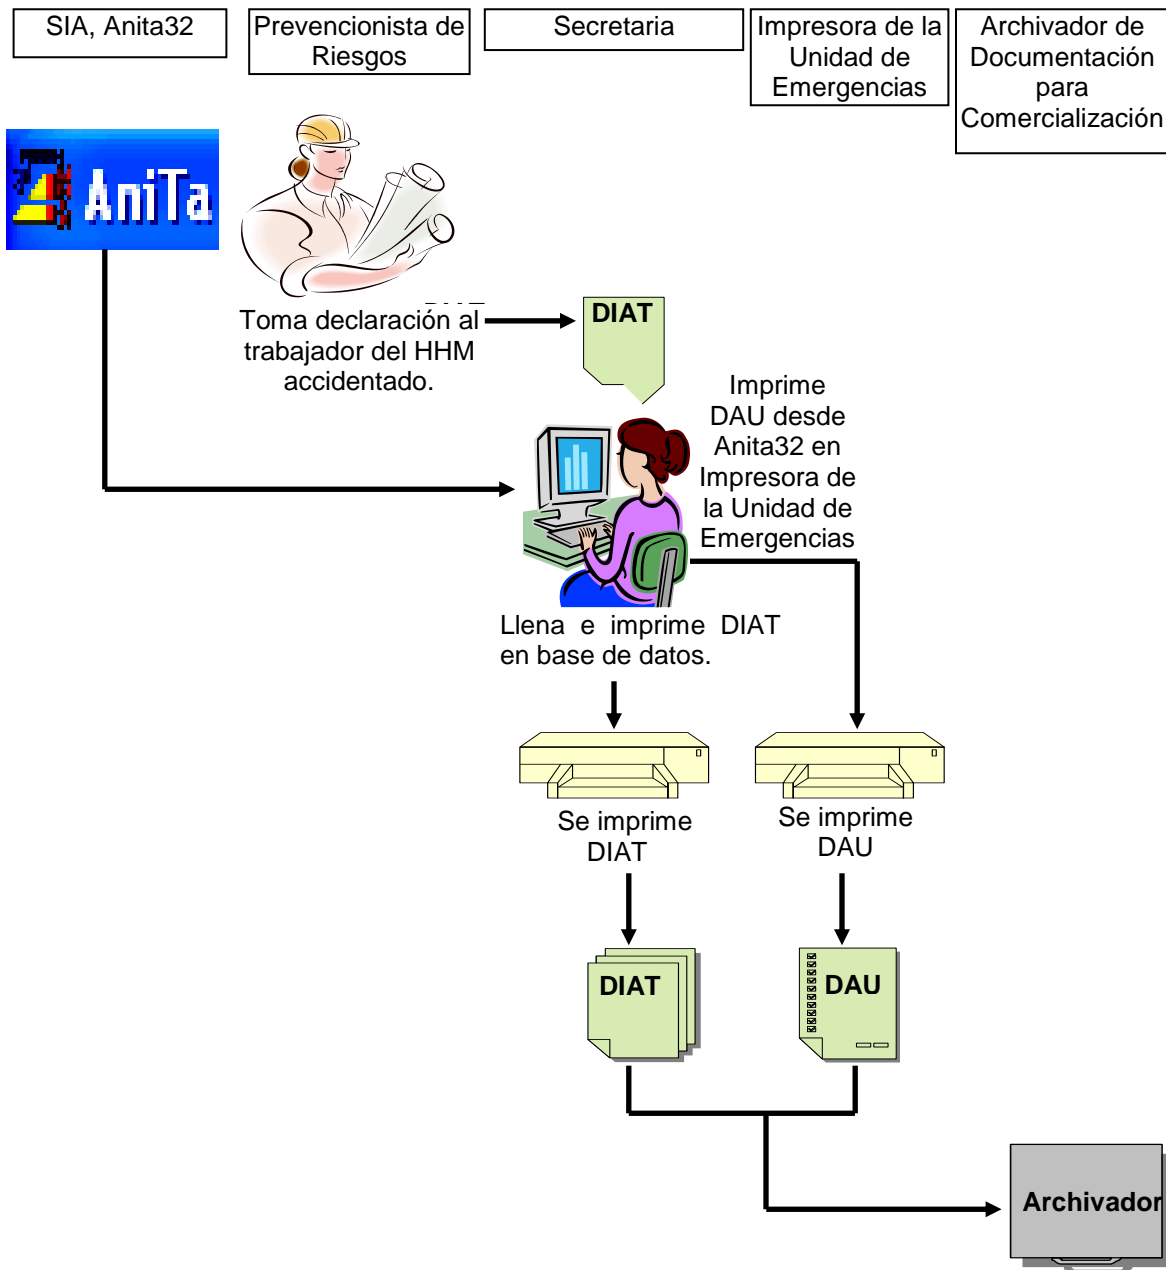 SIA, Anita32
Prevencionista de
Riesgos
Secretaria
Impresora de la
Unidad de
Emergencias
Archivador de
Documentación
para
Comercialización
AniTa
Toma declaración al
trabajador del HHM
accidentado.
DIAT
Imprime
DAU desde
Anita32 en
Impresora de
la Unidad de
Emergencias
Llena e imprime DIAT
en base de datos.
Se imprime
DIAT
Se imprime
DAU
DIAT
DAU
Archivador